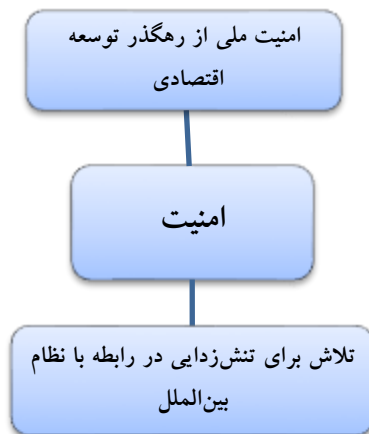 امنیت ملی از رهگذر توسعه
اقتصادی
امنیت
تلاش برای تنش‌زدایی در رابطه با نظام
بین‌الملل